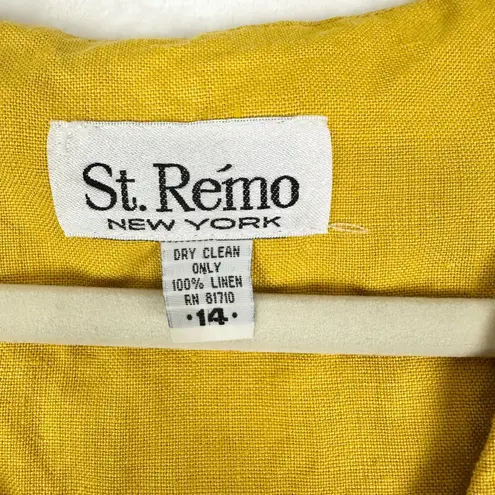 St. Rémo
NEW YORK
DRY CLEAN
ONLY
100% LINEN
RN 81710
·14·